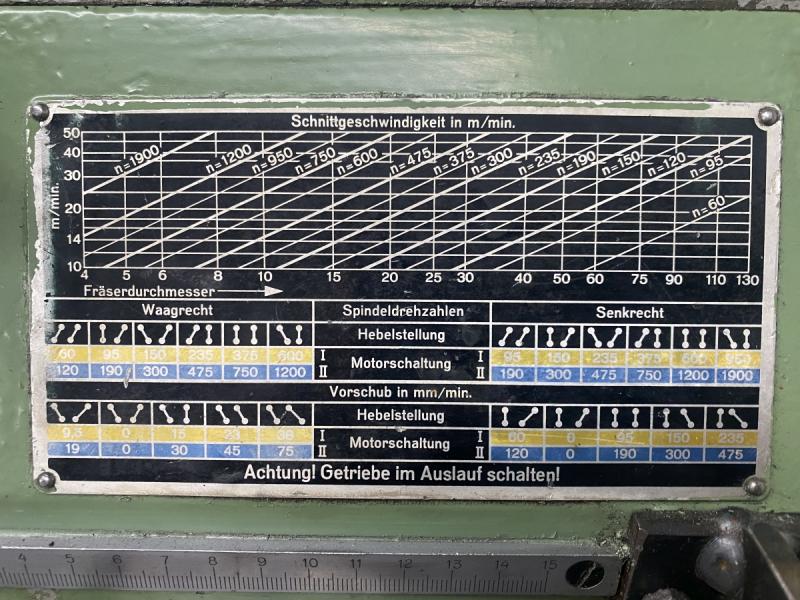 Schnittgeschwindigkeit in m/min.
50
40
30
20
14
10
m/min.
n=1900 n=1200 n=950 n=750 n=600 n=475 n=375 n=300 n=235 n=190 n=150 n=120 n=95 n=60
4 5 6 8 10 15 20 25 30 40 50 60 75 90 110 130
Fräserdurchmesser
Waagrecht Spindeldrehzahlen Senkrecht
Hebelstellung
60 95 150 235 375 600 I Motorschaltung I 95 150 235 375 600 950
120 190 300 475 750 1200 II II 190 300 475 750 1200 1900
Vorschub in mm/min.
Hebelstellung
9,5 0 15 23 38 I Motorschaltung I 60 0 95 150 235
19 0 30 45 75 II II 120 0 190 300 475
Achtung! Getriebe im Auslauf schalten!
4 5 6 7 8 9 10 11 12 13 14 15